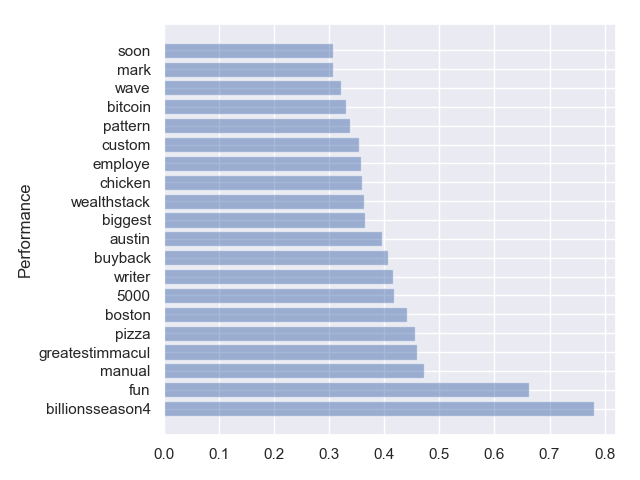 soon
mark
wave
bitcoin
pattern
custom
employe
chicken
wealthstack
biggest
austin
buyback
writer
5000
boston
pizza
greatestimmacul
manual
fun
billionsseason4
Performance
0.0 0.1 0.2 0.3 0.4 0.5 0.6 0.7 0.8